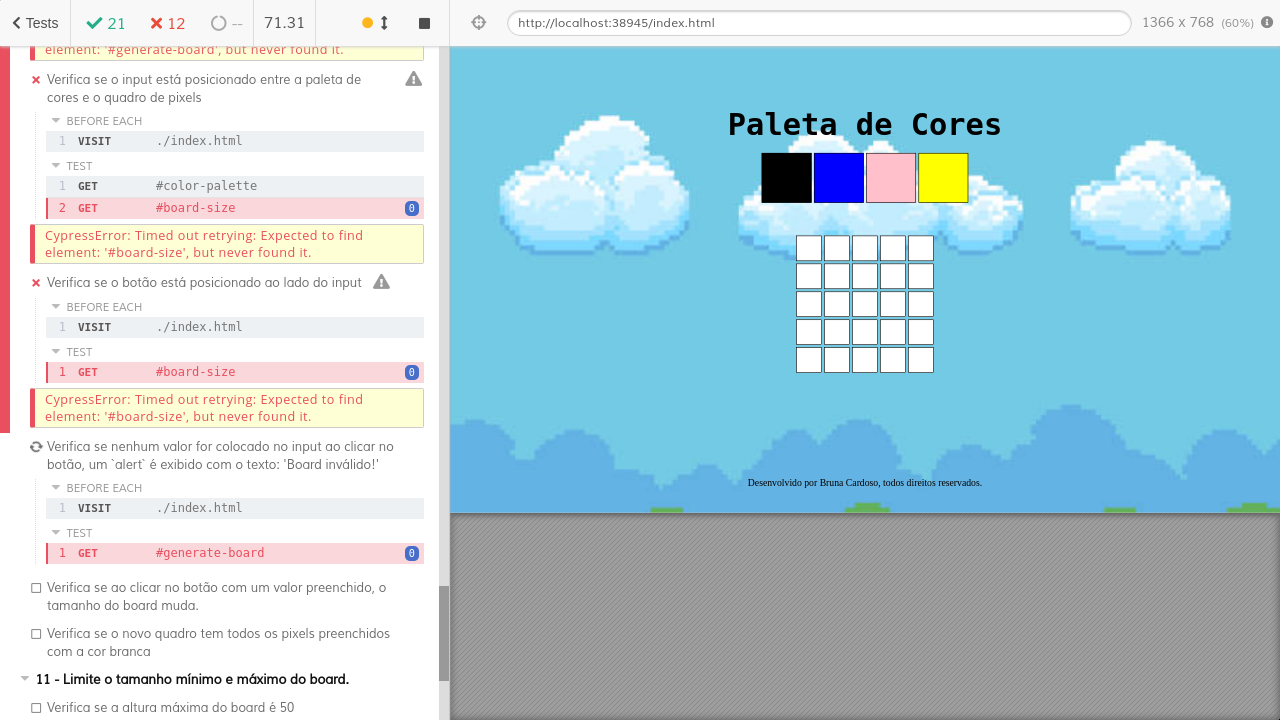 Tests
21
12
--
71.31
http://localhost:38945/index.html
1366 x 768 (60%)
element: '#generate-board', but never found it.
Verifica se o input está posicionado entre a paleta de
cores e o quadro de pixels
BEFORE EACH
1 VISIT ./index.html
TEST
1 GET #color-palette
2 GET #board-size 0
CypressError: Timed out retrying: Expected to find
element: '#board-size', but never found it.
Verifica se o botão está posicionado ao lado do input
BEFORE EACH
1 VISIT ./index.html
TEST
1 GET #board-size 0
CypressError: Timed out retrying: Expected to find
element: '#board-size', but never found it.
Verifica se nenhum valor for colocado no input ao clicar no
botão, um `alert` é exibido com o texto: 'Board inválido!'
BEFORE EACH
1 VISIT ./index.html
TEST
1 GET #generate-board 0
Verifica se ao clicar no botão com um valor preenchido, o
tamanho do board muda.
Verifica se o novo quadro tem todos os pixels preenchidos
com a cor branca
11 - Limite o tamanho mínimo e máximo do board.
Verifica se a altura máxima do board é 50
Paleta de Cores
Desenvolvido por Bruna Cardoso, todos direitos reservados.